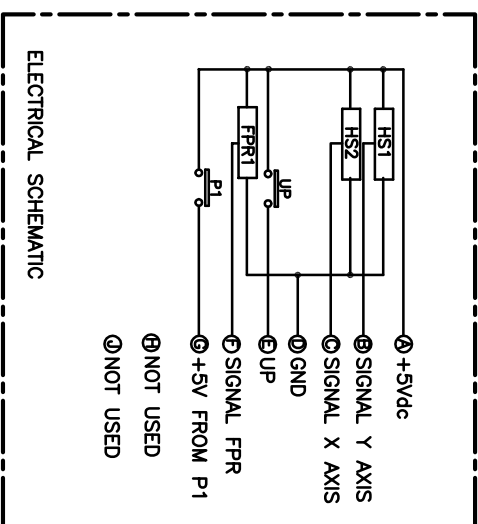 HS1
HS2
FPR1
UP
P1
Ⓐ+5Vdc
Ⓑ SIGNAL Y AXIS
Ⓒ SIGNAL X AXIS
Ⓓ GND
Ⓔ UP
Ⓕ SIGNAL FPR
Ⓖ +5V FROM P1
Ⓗ NOT USED
Ⓙ NOT USED
ELECTRICAL SCHEMATIC